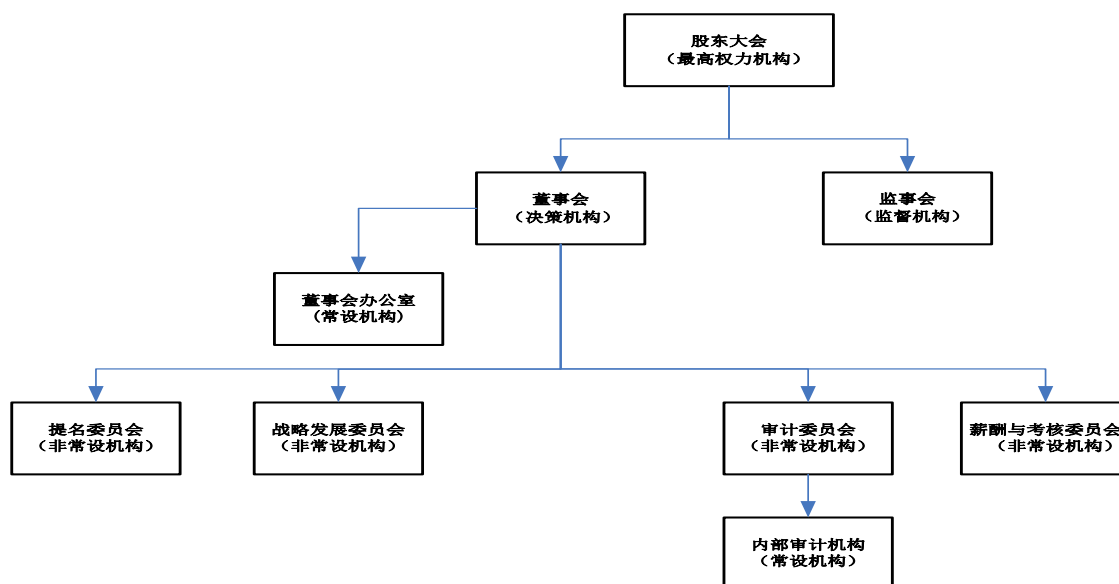 股东大会
（最高权力机构）
董事会
（决策机构）
监事会
（监督机构）
董事会办公室
（常设机构）
提名委员会
（非常设机构）
战略发展委员会
（非常设机构）
审计委员会
（非常设机构）
薪酬与考核委员会
（非常设机构）
内部审计机构
（常设机构）